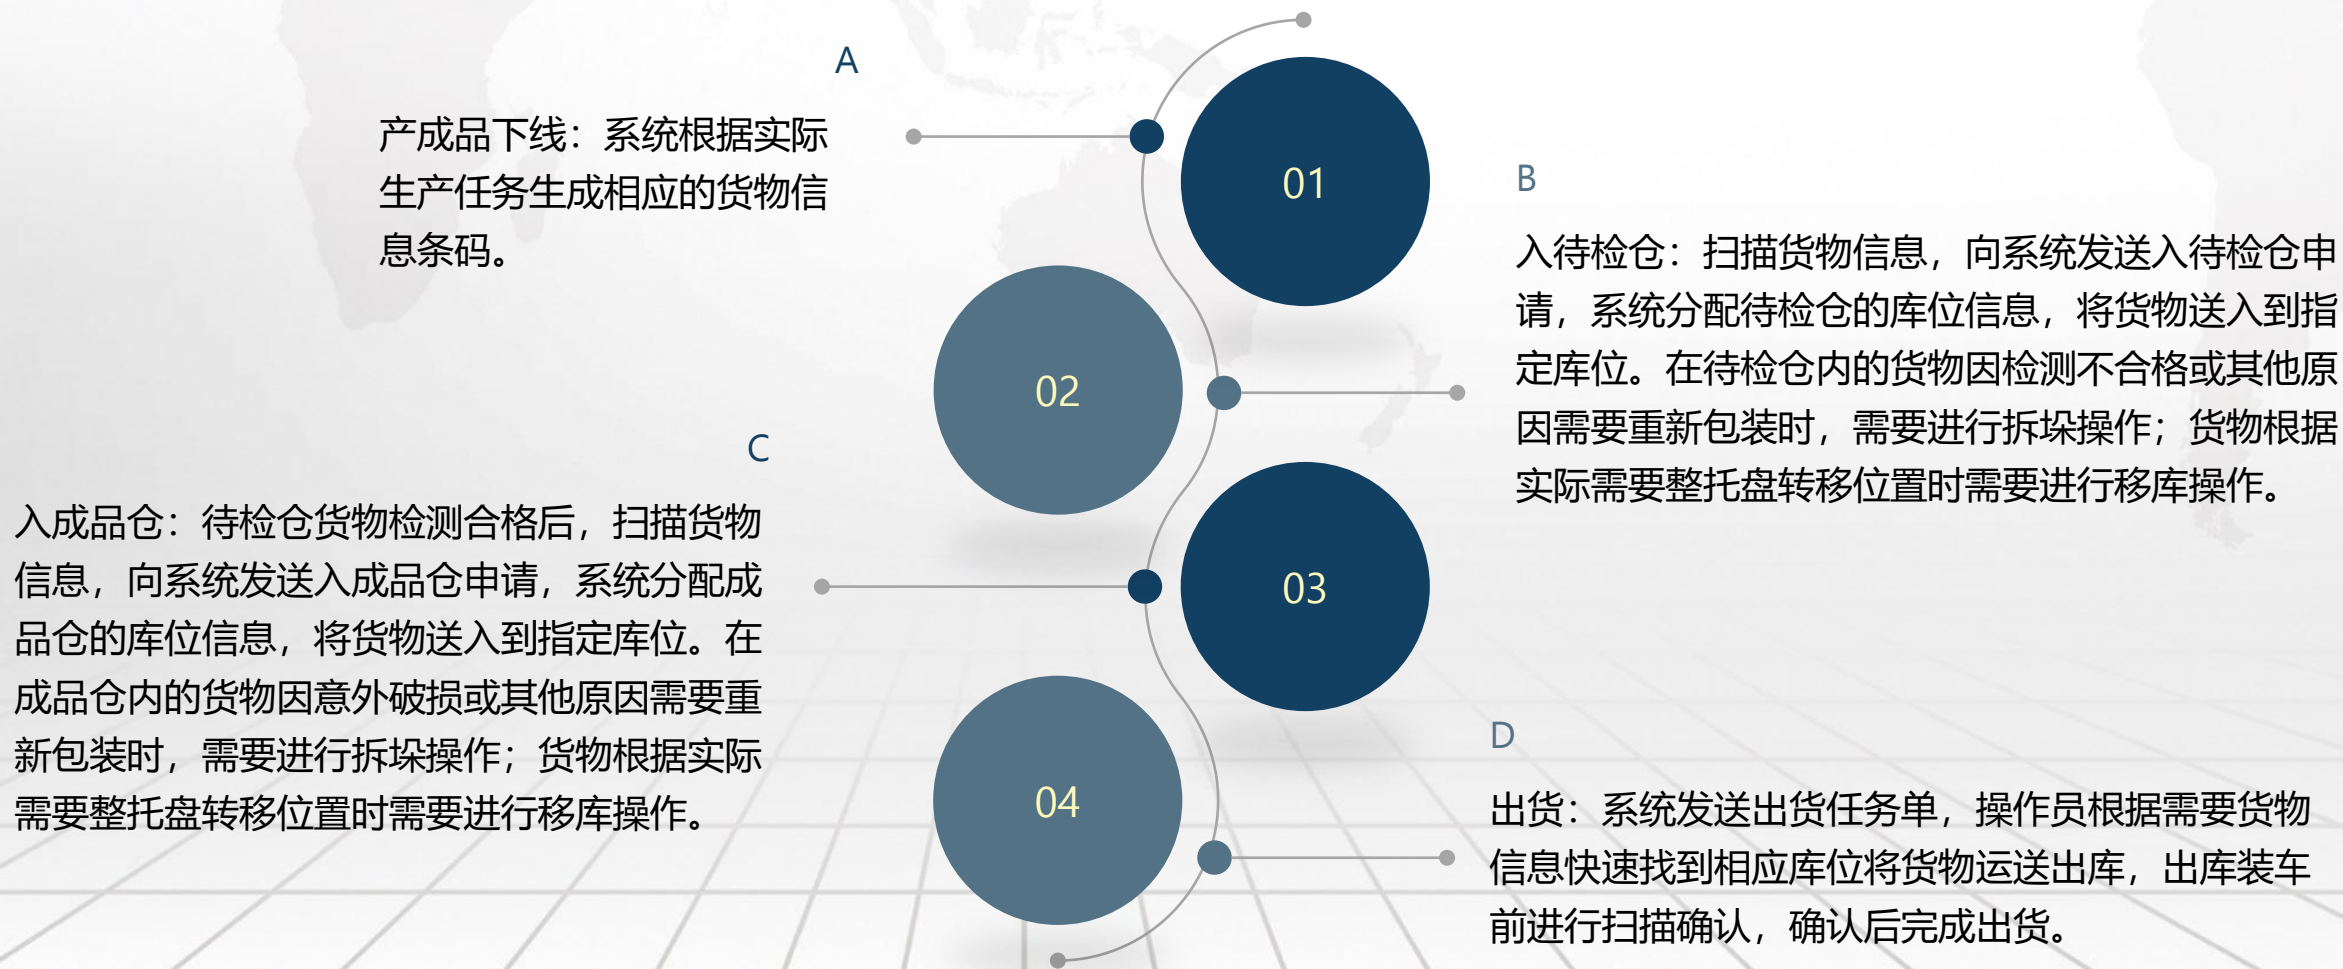 A
产成品下线：系统根据实际
生产任务生成相应的货物信
息条码。
01
B
入待检仓：扫描货物信息，向系统发送入待检仓申
请，系统分配待检仓的库位信息，将货物送入到指
定库位。在待检仓内的货物因检测不合格或其他原
因需要重新包装时，需要进行拆垛操作；货物根据
实际需要整托盘转移位置时需要进行移库操作。
02
C
入成品仓：待检仓货物检测合格后，扫描货物
信息，向系统发送入成品仓申请，系统分配成
品仓的库位信息，将货物送入到指定库位。在
成品仓内的货物因意外破损或其他原因需要重
新包装时，需要进行拆垛操作；货物根据实际
需要整托盘转移位置时需要进行移库操作。
03
D
出货：系统发送出货任务单，操作员根据需要货物
信息快速找到相应库位将货物运送出库，出库装车
前进行扫描确认，确认后完成出货。
04